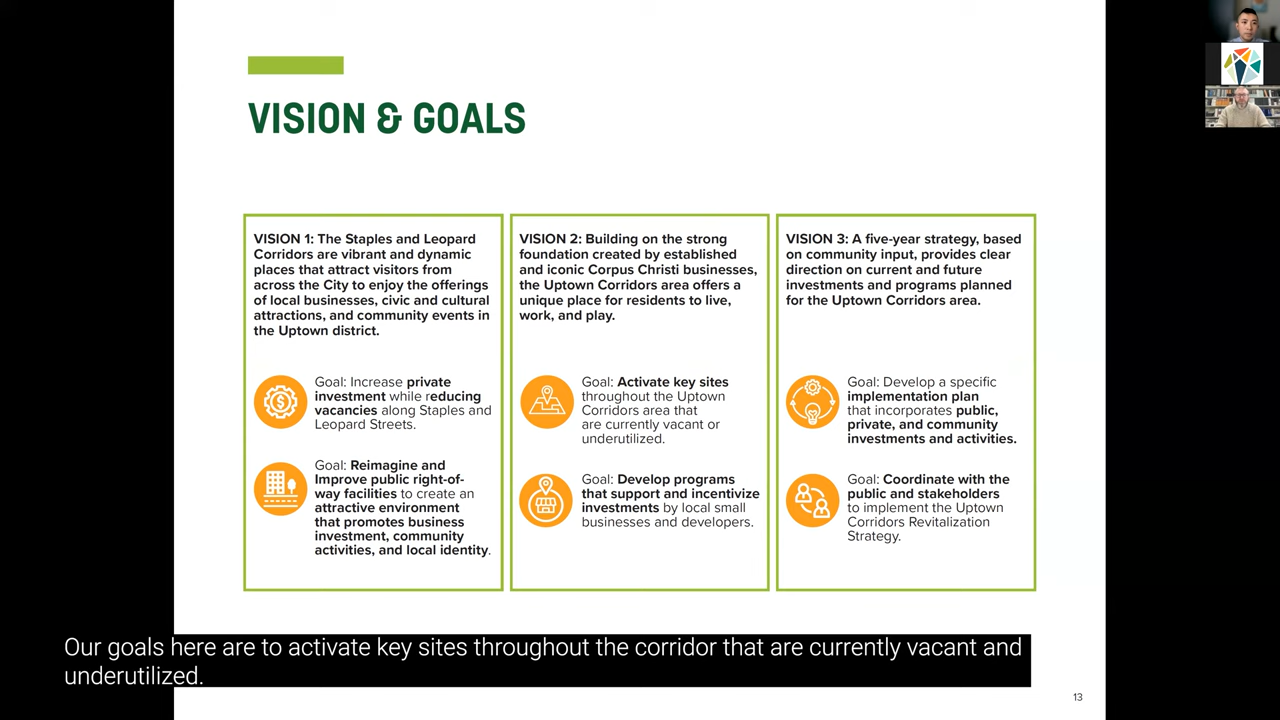 VISION & GOALS
VISION 1: The Staples and Leopard
Corridors are vibrant and dynamic
places that attract visitors from
across the City to enjoy the offerings
of local businesses, civic and cultural
attractions, and community events in
the Uptown district.
Goal: Increase private
investment while reducing
vacancies along Staples and
Leopard Streets.
Goal: Reimagine and
Improve public right-of-
way facilities to create an
attractive environment
that promotes business
investment, community
activities, and local identity.
VISION 2: Building on the strong
foundation created by established
and iconic Corpus Christi businesses,
the Uptown Corridors area offers a
unique place for residents to live,
work, and play.
Goal: Activate key sites
throughout the Uptown
Corridors area that
are currently vacant or
underutilized.
Goal: Develop programs
that support and incentivize
investments by local small
businesses and developers.
VISION 3: A five-year strategy, based
on community input, provides clear
direction on current and future
investments and programs planned
for the Uptown Corridors area.
Goal: Develop a specific
implementation plan
that incorporates public,
private, and community
investments and activities.
Goal: Coordinate with the
public and stakeholders
to implement the Uptown
Corridors Revitalization
Strategy.
Our goals here are to activate key sites throughout the corridor that are currently vacant and
underutilized.
13